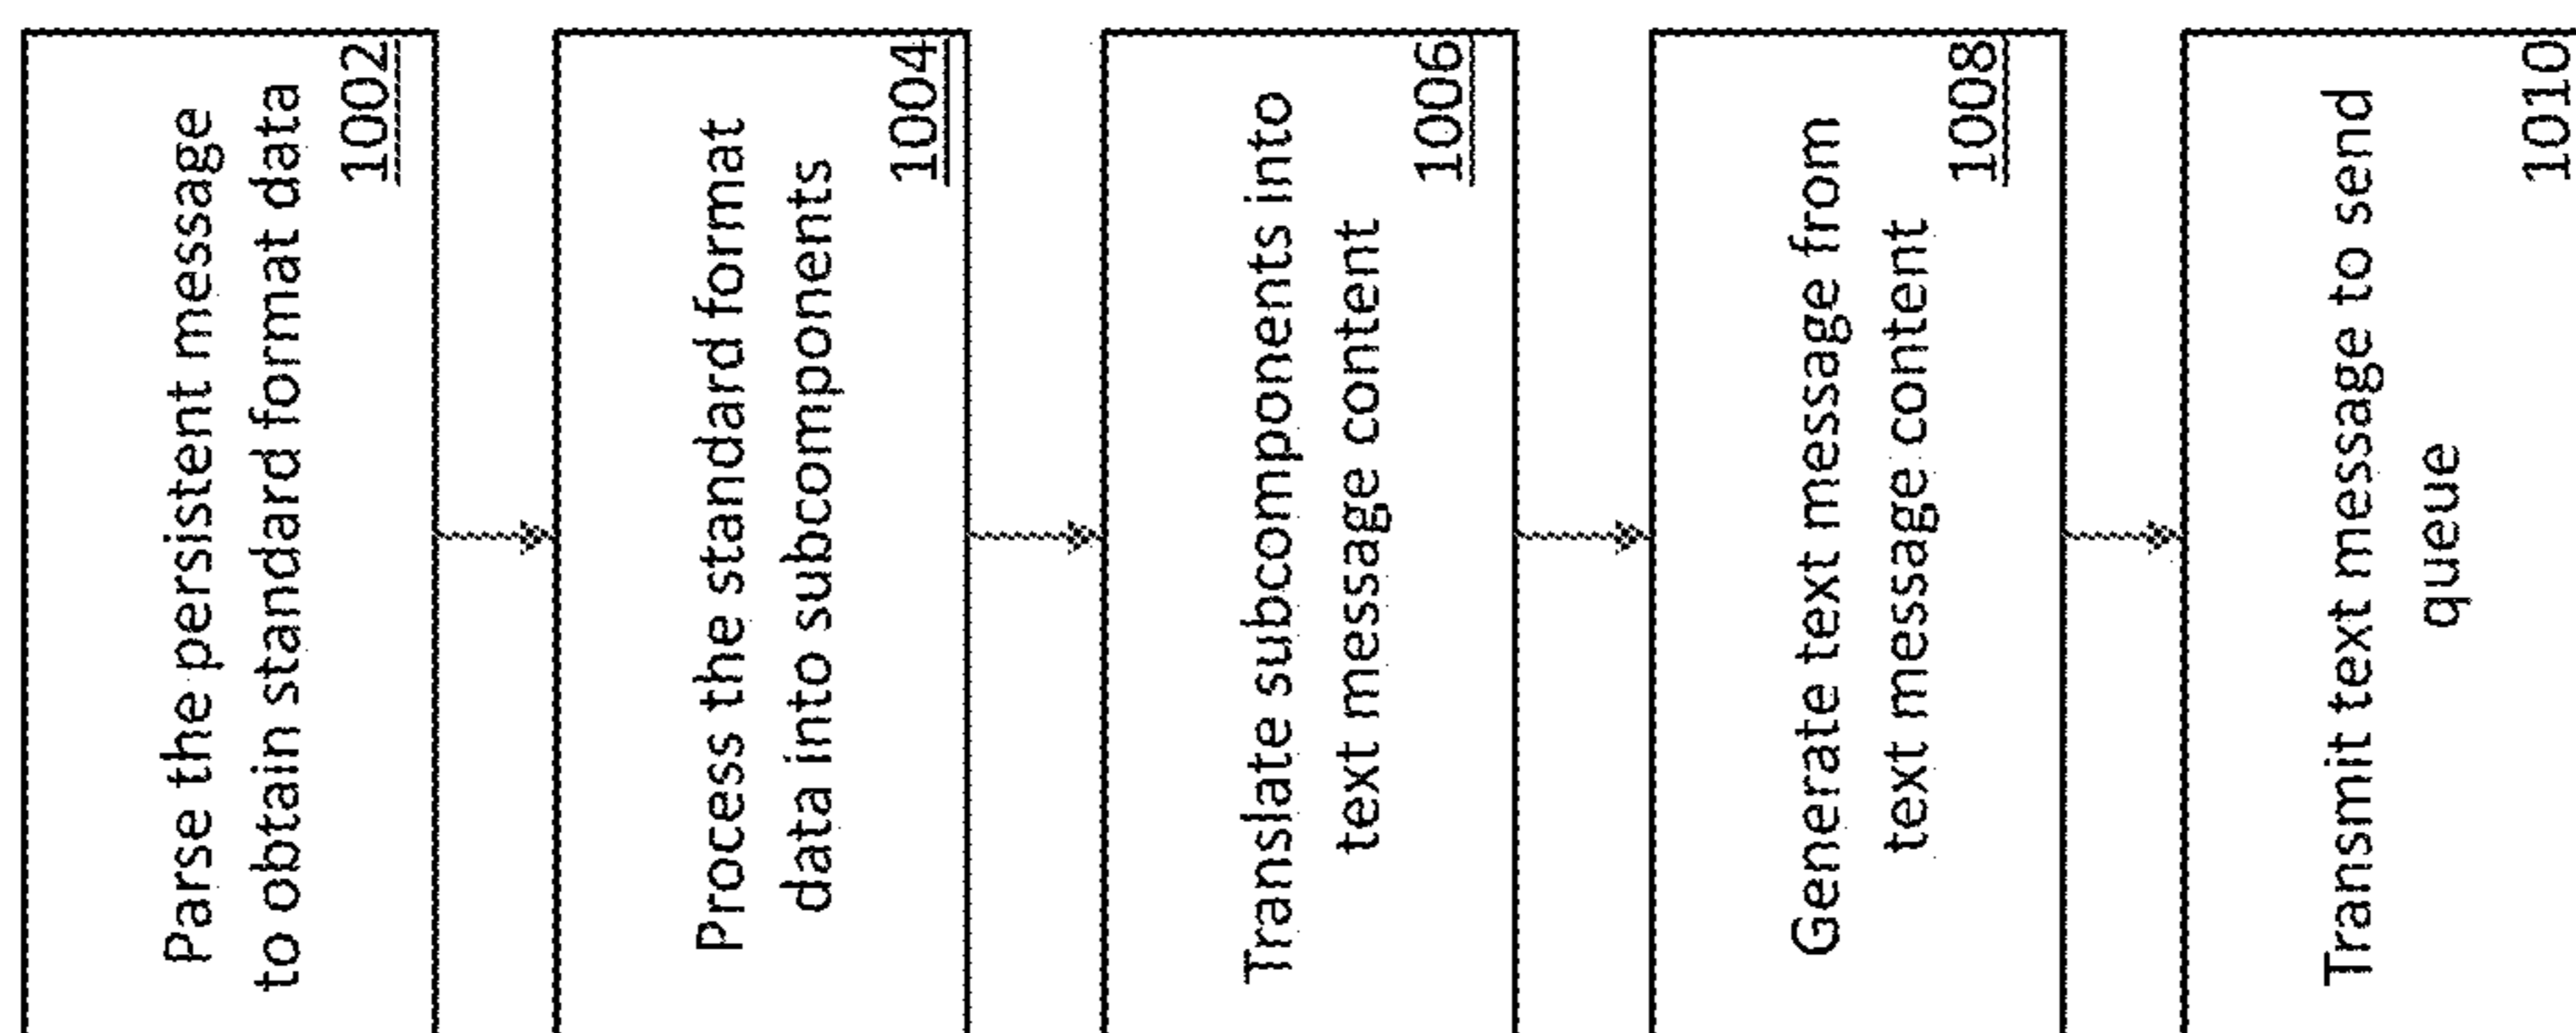 Parse the persistent message
to obtain standard format data
1002
Process the standard format
data into subcomponents
1004
Translate subcomponents into
text message content
1006
Generate text message from
text message content
1008
Transmit text message to send
queue
1010